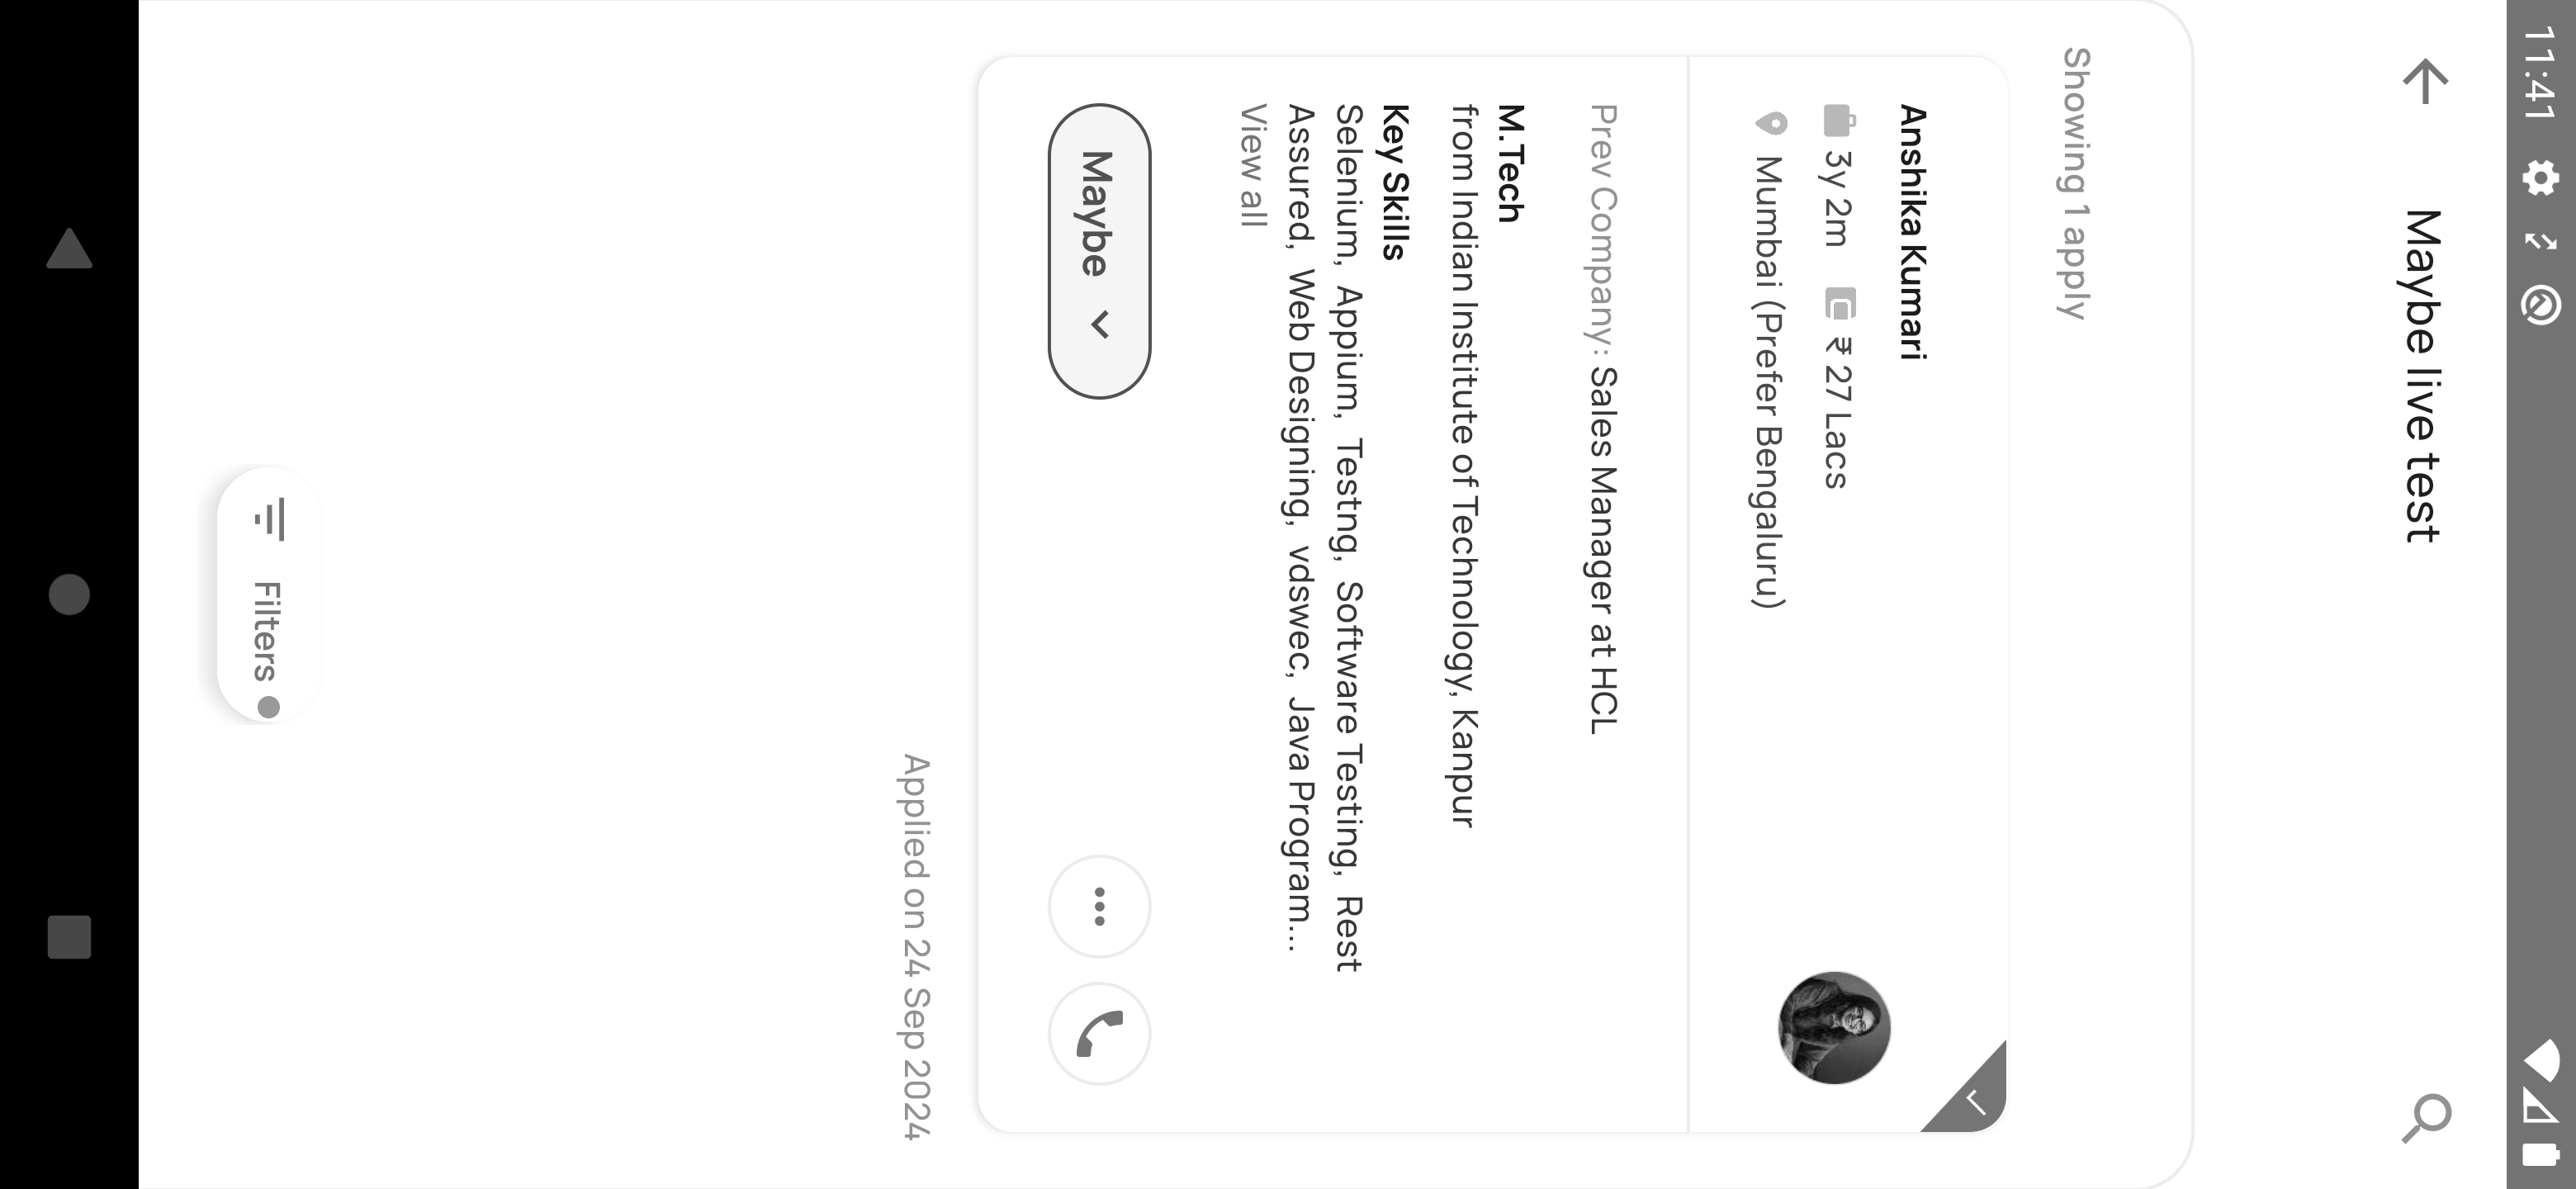 11:41
Maybe live test
Showing 1 apply
Anshika Kumari
3y 2m ₹ 27 Lacs
Mumbai (Prefer Bengaluru)
Prev Company: Sales Manager at HCL
M.Tech
from Indian Institute of Technology, Kanpur
Key Skills
Selenium, Appium, Testng, Software Testing, Rest
Assured, Web Designing, vdswec, Java Program...
View all
Maybe
Applied on 24 Sep 2024
Filters